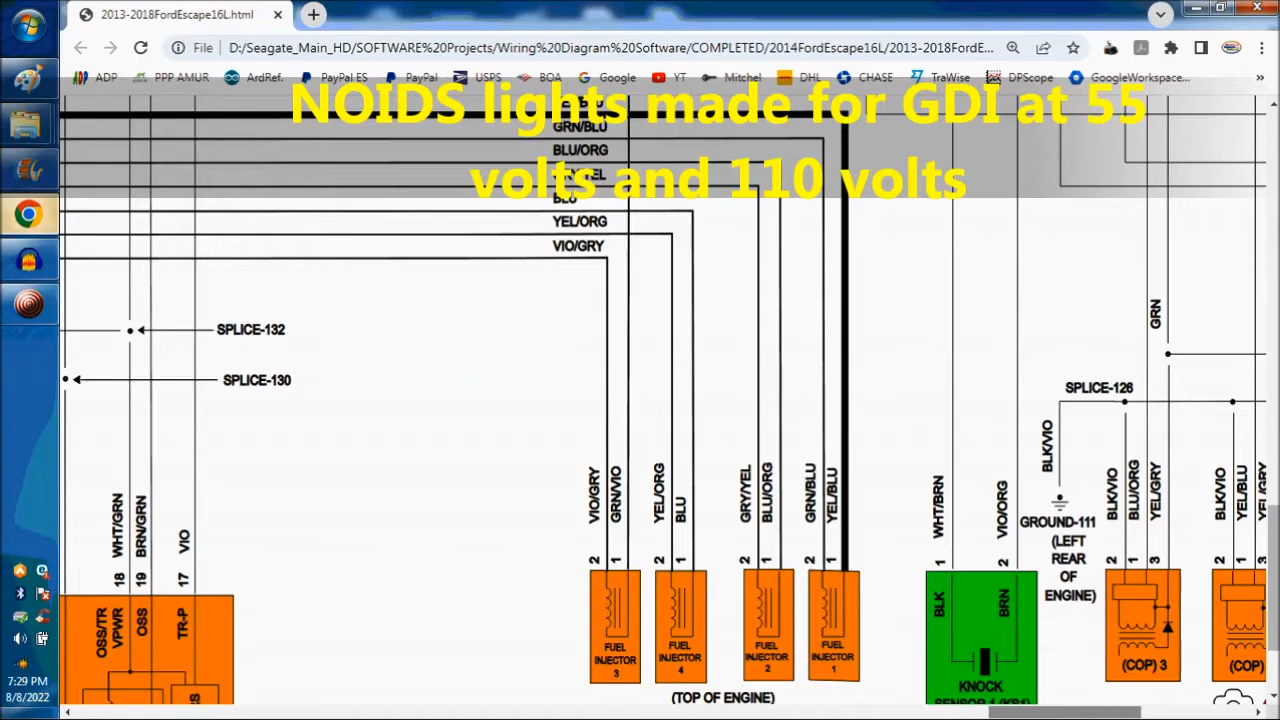 2013-2018FordEscape16L.html
File D:/Seagate_Main_HD/SOFTWARE%20Projects/Wiring%20Diagram%20Software/COMPLETED/2014FordEscape16L/2013-2018FordE...
ADP PPP AMUR ArdRef. PayPal ES PayPal USPS BOA Google YT Mitchel DHL CHASE TraWise DPScope GoogleWorkspace... »
NOIDS lights made for GDI at 55
volts and 110 volts
GRN/BLU
BLU/ORG
BLU
YEL/ORG
VIO/GRY
SPLICE-132
SPLICE-130
WHT/GRN
BRN/GRN
VIO
18 19 17
OSS/TR
VPWR
OSS
TR-P
VIO/GRY
GRN/VIO
YEL/ORG
BLU
GRY/YEL
BLU/ORG
GRN/BLU
YEL/BLU
2 1 2 1 2 1 2 1
FUEL
INJECTOR
3
FUEL
INJECTOR
4
FUEL
INJECTOR
2
FUEL
INJECTOR
1
(TOP OF ENGINE)
WHT/BRN
VIO/ORG
1 2
BLK
BRN
KNOCK
SENSOR 1 (KS1)
GRN
SPLICE-126
BLK/VIO
GROUND-111
(LEFT
REAR
OF
ENGINE)
BLK/VIO
BLU/ORG
YEL/GRY
2 1 3
(COP) 3
BLK/VIO
YEL/BLU
YEL/GRY
2 1 3
(COP)
7:29 PM
8/8/2022